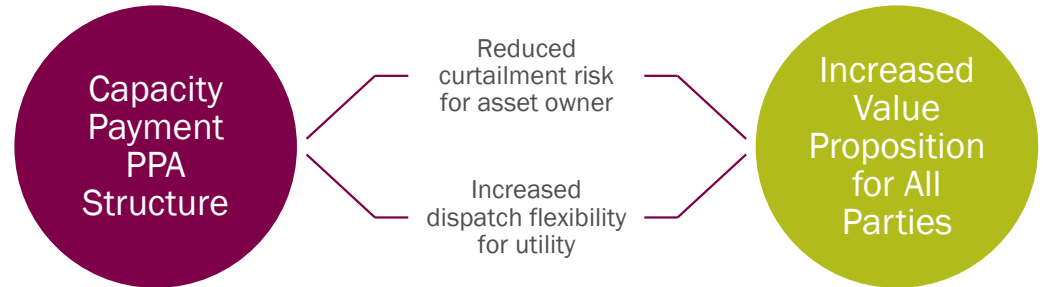 Capacity
Payment
PPA
Structure
Reduced
curtailment risk
for asset owner
Increased
dispatch flexibility
for utility
Increased
Value
Proposition
for All
Parties